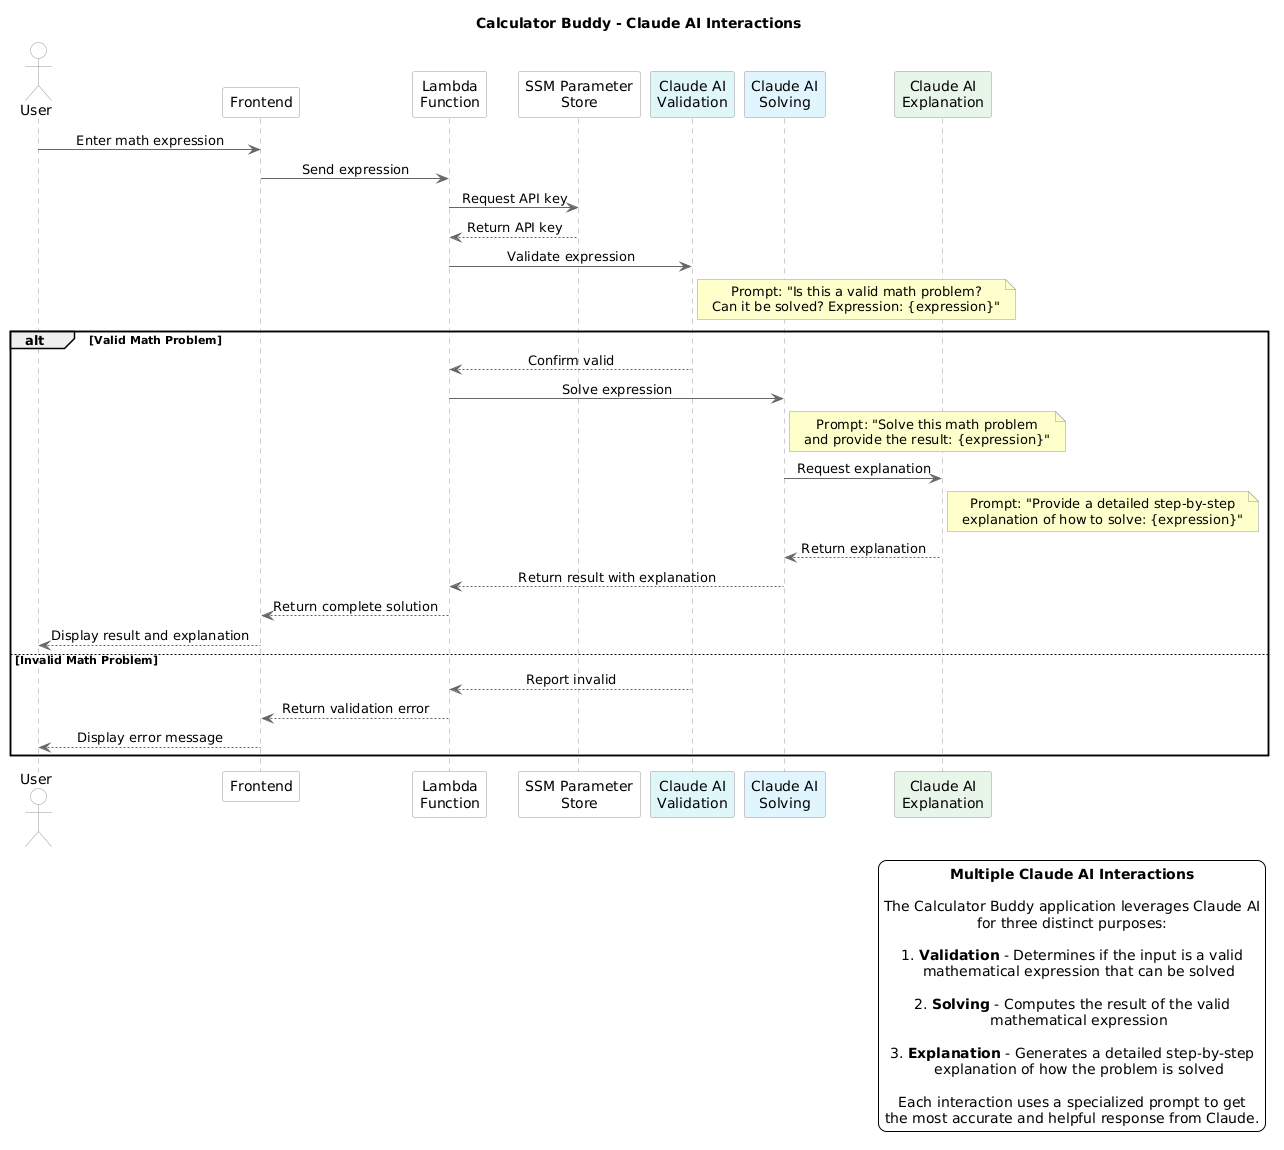 Calculator Buddy - Claude AI Interactions
User
Frontend
Lambda
Function
SSM Parameter
Store
Claude AI
Validation
Claude AI
Solving
Claude AI
Explanation
Enter math expression
Send expression
Request API key
Return API key
Validate expression
Prompt: "Is this a valid math problem?
Can it be solved? Expression: {expression}"
alt
[Valid Math Problem]
Confirm valid
Solve expression
Prompt: "Solve this math problem
and provide the result: {expression}"
Request explanation
Prompt: "Provide a detailed step-by-step
explanation of how to solve: {expression}"
Return explanation
Return result with explanation
Return complete solution
Display result and explanation
[Invalid Math Problem]
Report invalid
Return validation error
Display error message
User
Frontend
Lambda
Function
SSM Parameter
Store
Claude AI
Validation
Claude AI
Solving
Claude AI
Explanation
Multiple Claude AI Interactions
The Calculator Buddy application leverages Claude AI
for three distinct purposes:
1. Validation - Determines if the input is a valid
mathematical expression that can be solved
2. Solving - Computes the result of the valid
mathematical expression
3. Explanation - Generates a detailed step-by-step
explanation of how the problem is solved
Each interaction uses a specialized prompt to get
the most accurate and helpful response from Claude.